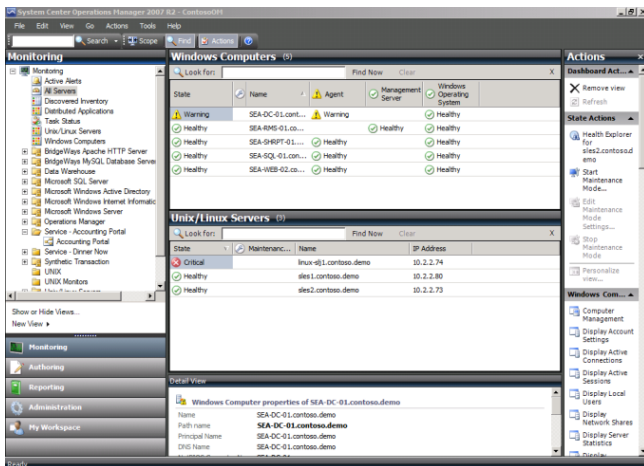 System Center Operations Manager 2007 R2 - ContosoOM
File Edit View Go Actions Tools Help
Search Scope Find Actions
Monitoring
Monitoring
Active Alerts
All Servers
Discovered Inventory
Distributed Applications
Task Status
Unix/Linux Servers
Windows Computers
BridgeWays Apache HTTP Server
BridgeWays MySQL Database Server
Data Warehouse
Microsoft SQL Server
Microsoft Windows Active Directory
Microsoft Windows Internet Informatic
Microsoft Windows Server
Operations Manager
Service - Accounting Portal
Accounting Portal
Service - Dinner Now
Synthetic Transaction
UNIX
UNIX Monitors
Show or Hide Views...
New View
Monitoring
Authoring
Reporting
Administration
My Workspace
Ready
Windows Computers (5)
Look for: Find Now Clear X
State Name Agent Management Server Windows Operating System
Warning SEA-DC-01.cont... Warning Healthy
Healthy SEA-RMS-01.co... Healthy Healthy
Healthy SEA-SHRPT-01.... Healthy Healthy
Healthy SEA-SQL-01.con... Healthy Healthy
Healthy SEA-WEB-02.co... Healthy Healthy
Unix/Linux Servers (3)
Look for: Find Now Clear X
State Maintenanc... Name IP Address
Critical linux-slj1.contoso.demo 10.2.2.74
Healthy sles1.contoso.demo 10.2.2.80
Healthy sles2.contoso.demo 10.2.2.73
Detail View
Windows Computer properties of SEA-DC-01.contoso.demo
Name SEA-DC-01.contoso.demo
Path name SEA-DC-01.contoso.demo
Principal Name SEA-DC-01.contoso.demo
DNS Name SEA-DC-01.contoso.demo
Actions X
Dashboard Act...
Remove view
Refresh
State Actions
Health Explorer
for
sles2.contoso.d
emo
Start
Maintenance
Mode...
Edit
Maintenance
Mode
Settings...
Stop
Maintenance
Mode
Personalize
view...
Windows Com...
Computer
Management
Display Account
Settings
Display Active
Connections
Display Active
Sessions
Display Local
Users
Display
Network Shares
Display Server
Statistics
Display